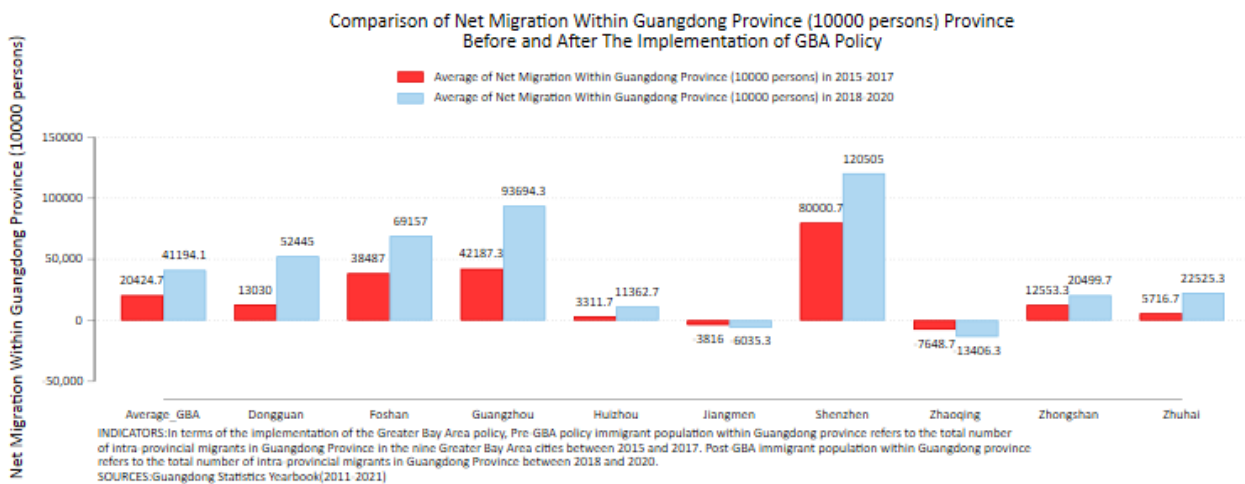 Comparison of Net Migration Within Guangdong Province (10000 persons) Province
Before and After The Implementation of GBA Policy
Average of Net Migration Within Guangdong Province (10000 persons) in 2015-2017
Average of Net Migration Within Guangdong Province (10000 persons) in 2018-2020
Net Migration Within Guangdong Province (10000 persons)
150000
100000
50,000
0
-50,000
20424.7
41194.1
13030
52445
38487
69157
42187.3
93694.3
3311.7
11362.7
-3816
-6035.3
80000.7
120505
-7648.7
-13406.3
12553.3
20499.7
5716.7
22525.3
Average_GBA Dongguan Foshan Guangzhou Huizhou Jiangmen Shenzhen Zhaoqing Zhongshan Zhuhai
INDICATORS:In terms of the implementation of the Greater Bay Area policy, Pre-GBA policy immigrant population within Guangdong province refers to the total number
of intra-provincial migrants in Guangdong Province in the nine Greater Bay Area cities between 2015 and 2017. Post-GBA immigrant population within Guangdong province
refers to the total number of intra-provincial migrants in Guangdong Province between 2018 and 2020.
SOURCES:Guangdong Statistics Yearbook(2011-2021)